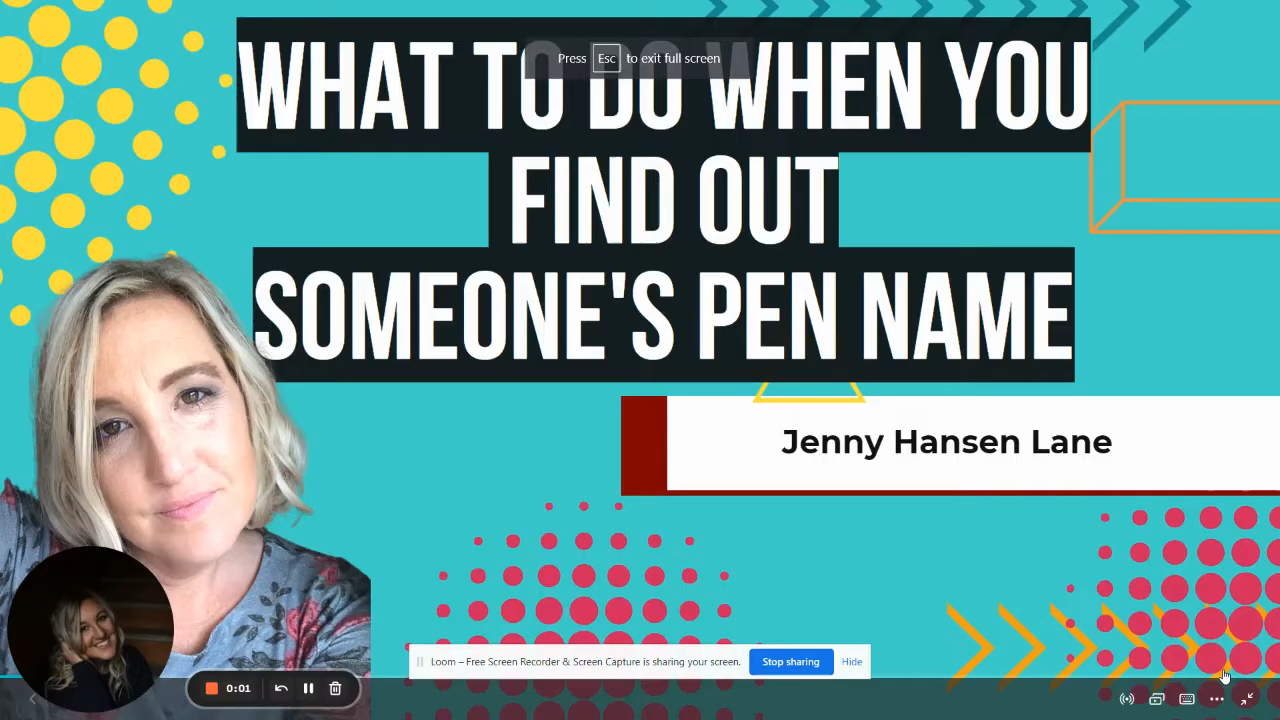 WHAT TO DO WHEN YOU
Press Esc to exit full screen
FIND OUT
SOMEONE'S PEN NAME
Jenny Hansen Lane
Loom – Free Screen Recorder & Screen Capture is sharing your screen. Stop sharing Hide
0:01